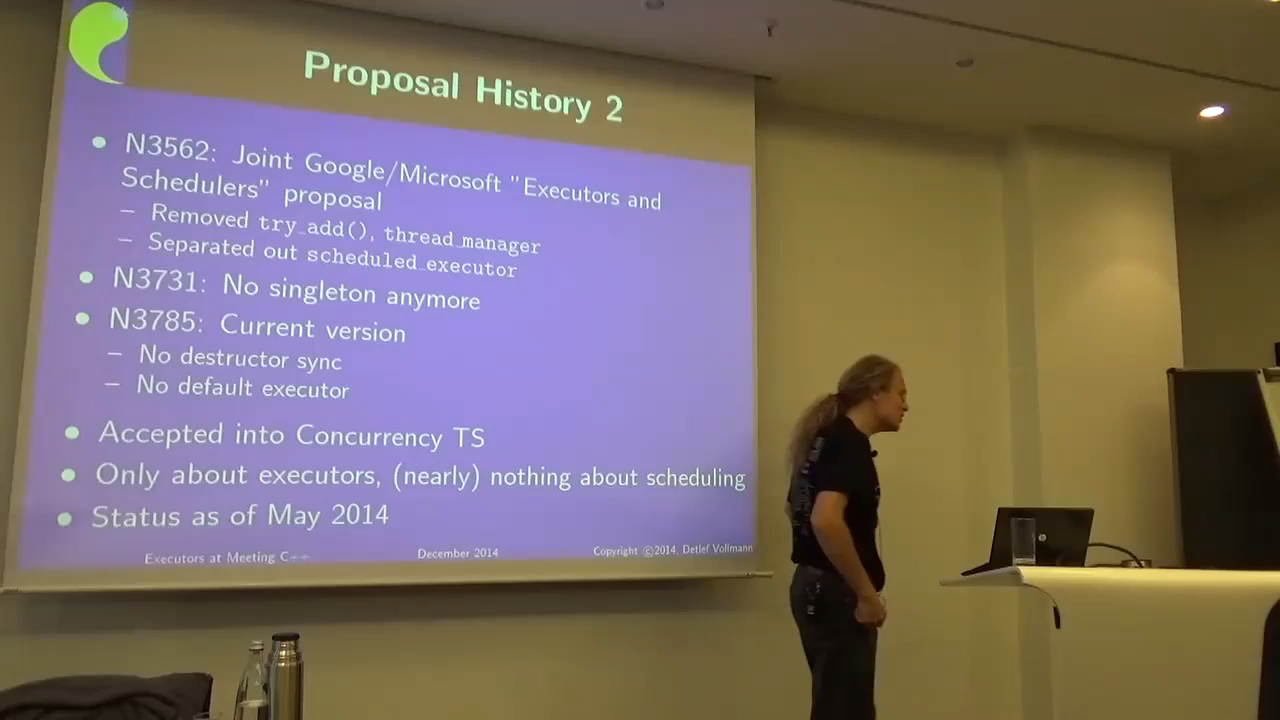 Proposal History 2
• N3562: Joint Google/Microsoft "Executors and
Schedulers" proposal
– Removed try_add(), thread_manager
– Separated out scheduled_executor
• N3731: No singleton anymore
• N3785: Current version
– No destructor sync
– No default executor
• Accepted into Concurrency TS
• Only about executors, (nearly) nothing about scheduling
• Status as of May 2014
Executors at Meeting C++ December 2014 Copyright ©2014, Detlef Vollmann
hp